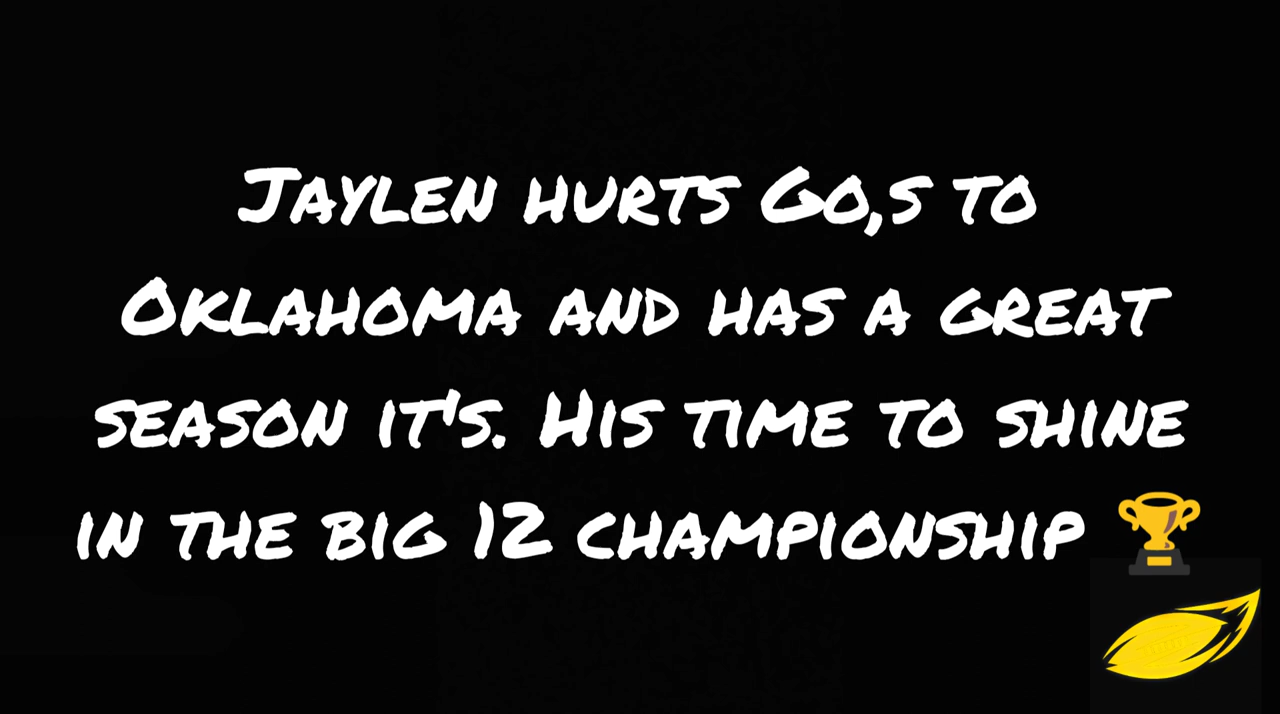 Jaylen hurts Go,s to
Oklahoma and has a great
season it's. His time to shine
in the big 12 championship 🏆